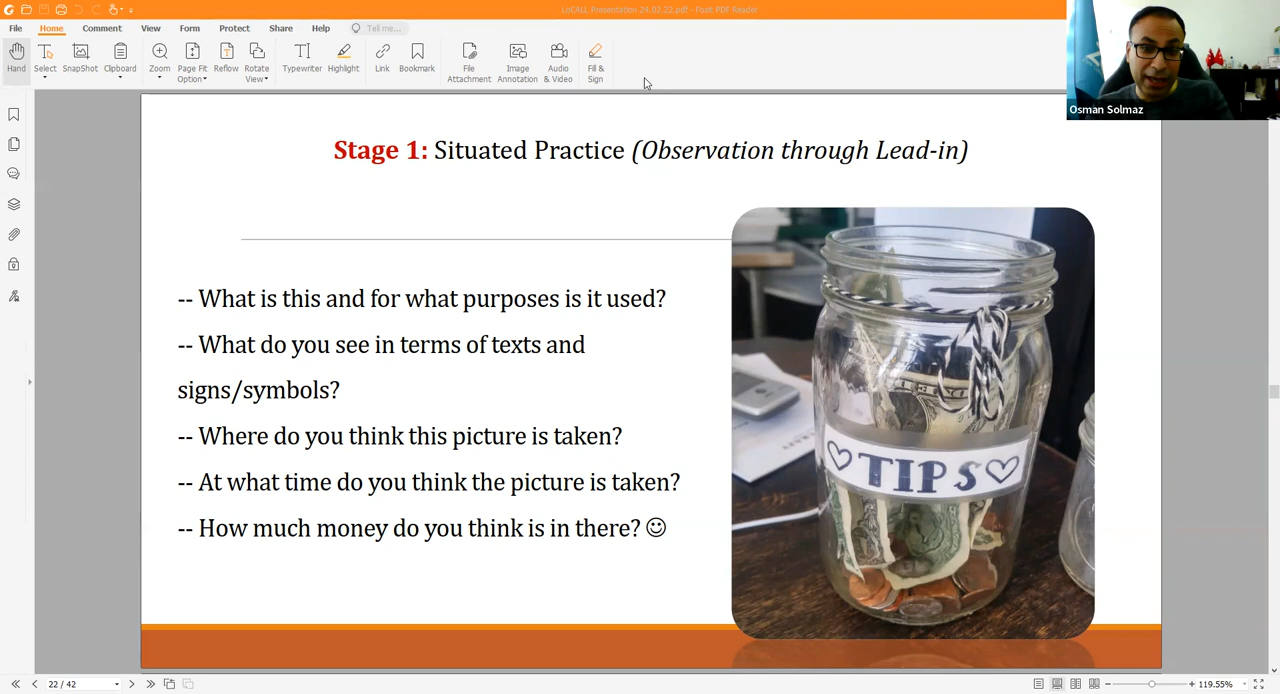 LoCALL Presentation 24.02.22.pdf - Foxit PDF Reader
File Home Comment View Form Protect Share Help Tell me...
Hand Select SnapShot Clipboard Zoom Page Fit Option Reflow Rotate View Typewriter Highlight Link Bookmark File Attachment Image Annotation Audio & Video Fill & Sign
Osman Solmaz
Stage 1: Situated Practice (Observation through Lead-in)
-- What is this and for what purposes is it used?
-- What do you see in terms of texts and
signs/symbols?
-- Where do you think this picture is taken?
-- At what time do you think the picture is taken?
-- How much money do you think is in there? ☺
TIPS
22 / 42
119.55%